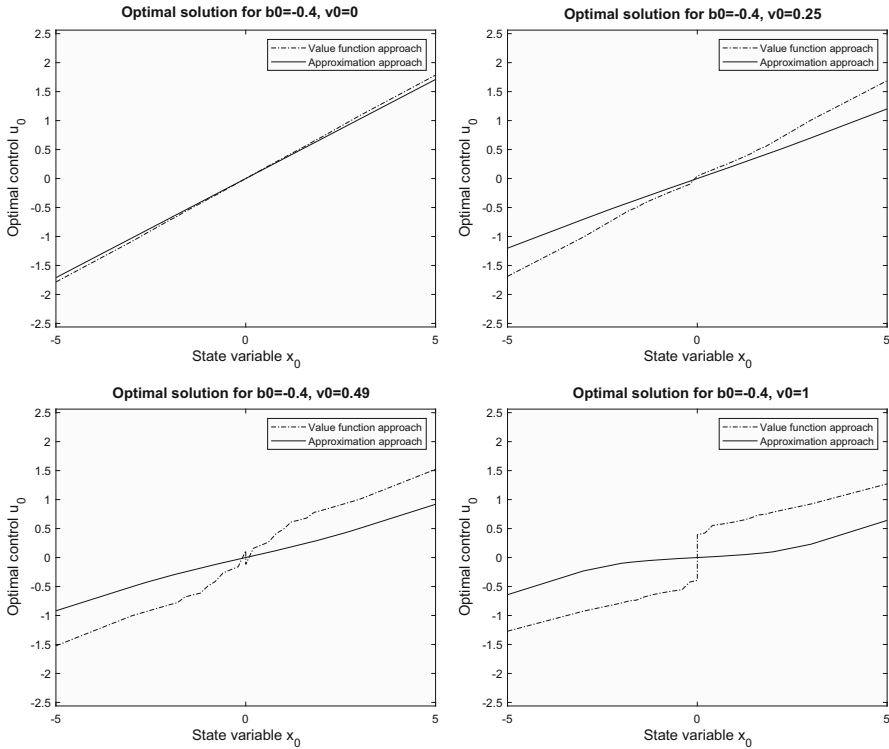 Optimal solution for b0=-0.4, v0=0
2.5
2
1.5
1
0.5
0
-0.5
-1
-1.5
-2
-2.5
-5
0
5
Optimal control u0
State variable x0
Value function approach
Approximation approach
Optimal solution for b0=-0.4, v0=0.25
2.5
2
1.5
1
0.5
0
-0.5
-1
-1.5
-2
-2.5
-5
0
5
Optimal control u0
State variable x0
Value function approach
Approximation approach
Optimal solution for b0=-0.4, v0=0.49
2.5
2
1.5
1
0.5
0
-0.5
-1
-1.5
-2
-2.5
-5
0
5
Optimal control u0
State variable x0
Value function approach
Approximation approach
Optimal solution for b0=-0.4, v0=1
2.5
2
1.5
1
0.5
0
-0.5
-1
-1.5
-2
-2.5
-5
0
5
Optimal control u0
State variable x0
Value function approach
Approximation approach